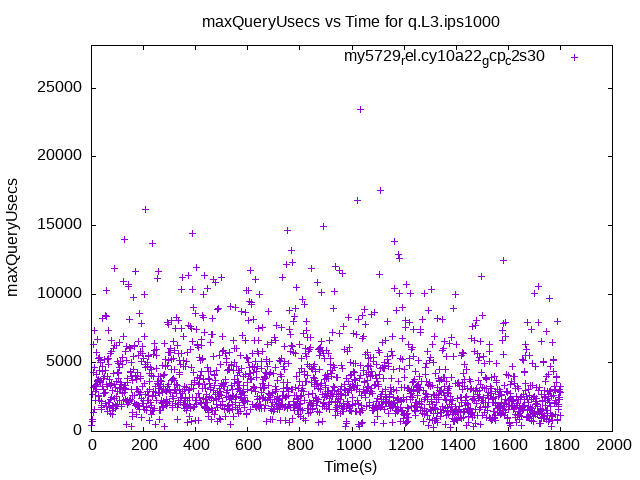 maxQueryUsecs vs Time for q.L3.ips1000
my5729rel.cy10a22gcpc2s30
25000
20000
15000
10000
5000
0
maxQueryUsecs
0 200 400 600 800 1000 1200 1400 1600 1800 2000
Time(s)